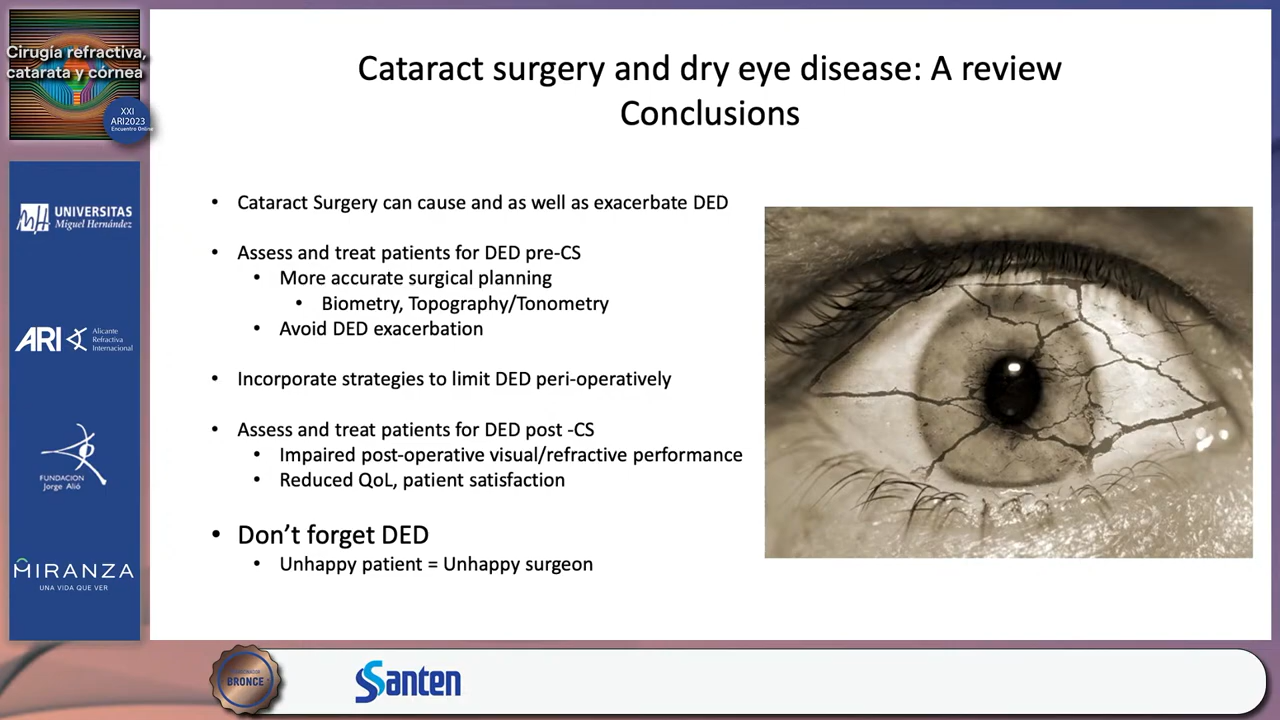 Cirugía refractiva,
catarata y córnea
XXI
ARI2023
Encuentro Online
Cataract surgery and dry eye disease: A review
Conclusions
UNIVERSITAS
Miguel Hernández
ARI
Alicante
Refractiva
Internacional
FUNDACION
Jorge Alió
MIRANZA
UNA VIDA QUE VER
• Cataract Surgery can cause and as well as exacerbate DED
• Assess and treat patients for DED pre-CS
• More accurate surgical planning
• Biometry, Topography/Tonometry
• Avoid DED exacerbation
• Incorporate strategies to limit DED peri-operatively
• Assess and treat patients for DED post -CS
• Impaired post-operative visual/refractive performance
• Reduced QoL, patient satisfaction
• Don’t forget DED
• Unhappy patient = Unhappy surgeon
BRONCE
Santen